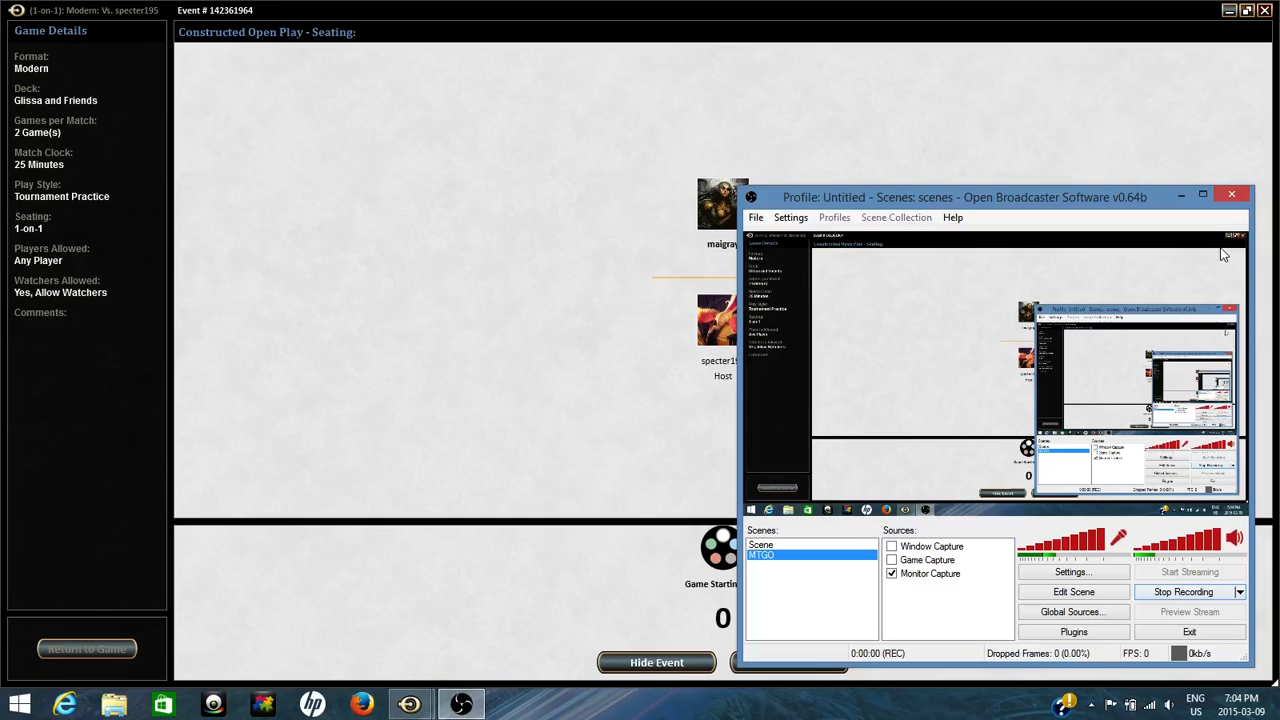 (1-on-1): Modern: Vs. specter195
Event # 142361964
Game Details
Constructed Open Play - Seating:
Format:
Modern
Deck:
Glissa and Friends
Games per Match:
2 Game(s)
Match Clock:
25 Minutes
Play Style:
Tournament Practice
Seating:
1-on-1
Players Allowed:
Any Player
Watchers Allowed:
Yes, Allow Watchers
Comments:
Return to Game
maigray
specter19
Host
Game Startin
0
Hide Event
Profile: Untitled - Scenes: scenes - Open Broadcaster Software v0.64b
File Settings Profiles Scene Collection Help
Scenes:
Scene
MTGO
Sources:
Window Capture
Game Capture
Monitor Capture
Settings...
Start Streaming
Edit Scene
Stop Recording
Global Sources...
Preview Stream
Plugins
Exit
0:00:00 (REC)
Dropped Frames: 0 (0.00%)
FPS: 0
0kb/s
ENG
US
7:04 PM
2015-03-09